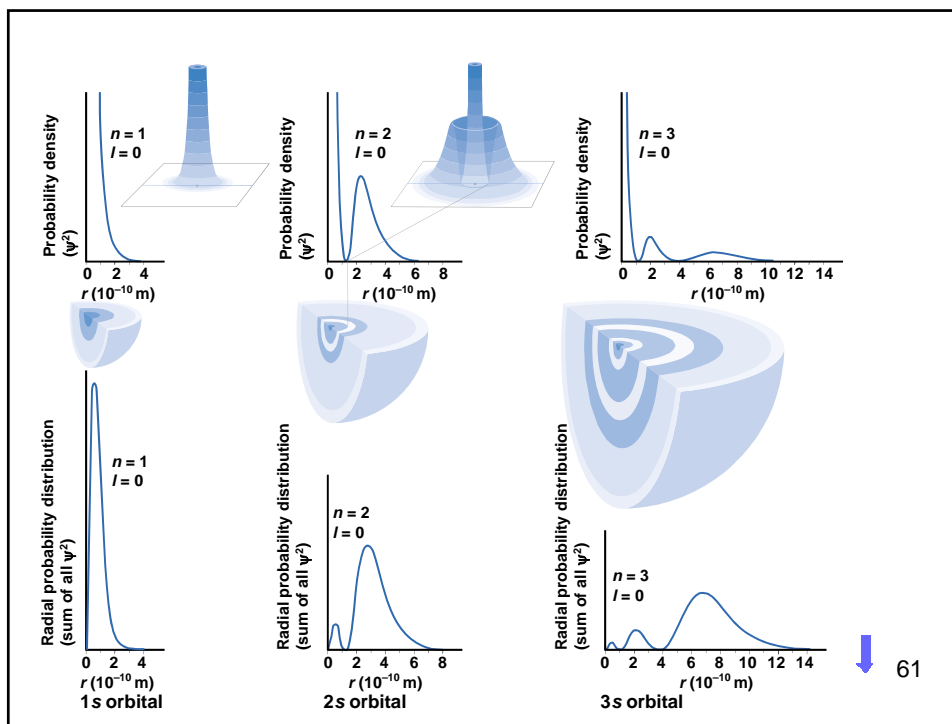 Probability density
(ψ²)
n = 1
l = 0
0 2 4
r (10⁻¹⁰ m)
Probability density
(ψ²)
n = 2
l = 0
0 2 4 6 8
r (10⁻¹⁰ m)
Probability density
(ψ²)
n = 3
l = 0
0 2 4 6 8 10 12 14
r (10⁻¹⁰ m)
Radial probability distribution
(sum of all ψ²)
n = 1
l = 0
0 2 4
r (10⁻¹⁰ m)
1s orbital
Radial probability distribution
(sum of all ψ²)
n = 2
l = 0
0 2 4 6 8
r (10⁻¹⁰ m)
2s orbital
Radial probability distribution
(sum of all ψ²)
n = 3
l = 0
0 2 4 6 8 10 12 14
r (10⁻¹⁰ m)
3s orbital
61